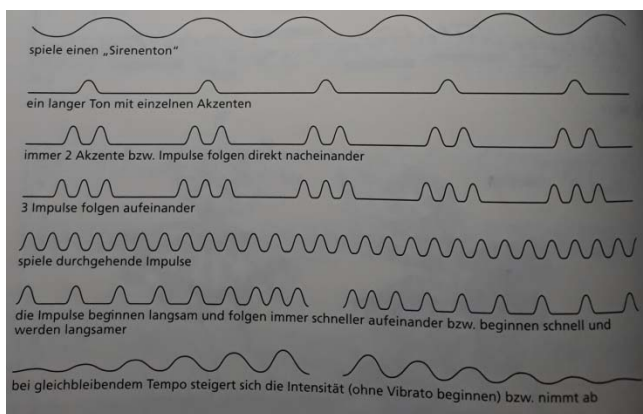 spiele einen „Sirenenton“
ein langer Ton mit einzelnen Akzenten
immer 2 Akzente bzw. Impulse folgen direkt nacheinander
3 Impulse folgen aufeinander
spiele durchgehende Impulse
die Impulse beginnen langsam und folgen immer schneller aufeinander bzw. beginnen schnell und
werden langsamer
bei gleichbleibendem Tempo steigert sich die Intensität (ohne Vibrato beginnen) bzw. nimmt ab